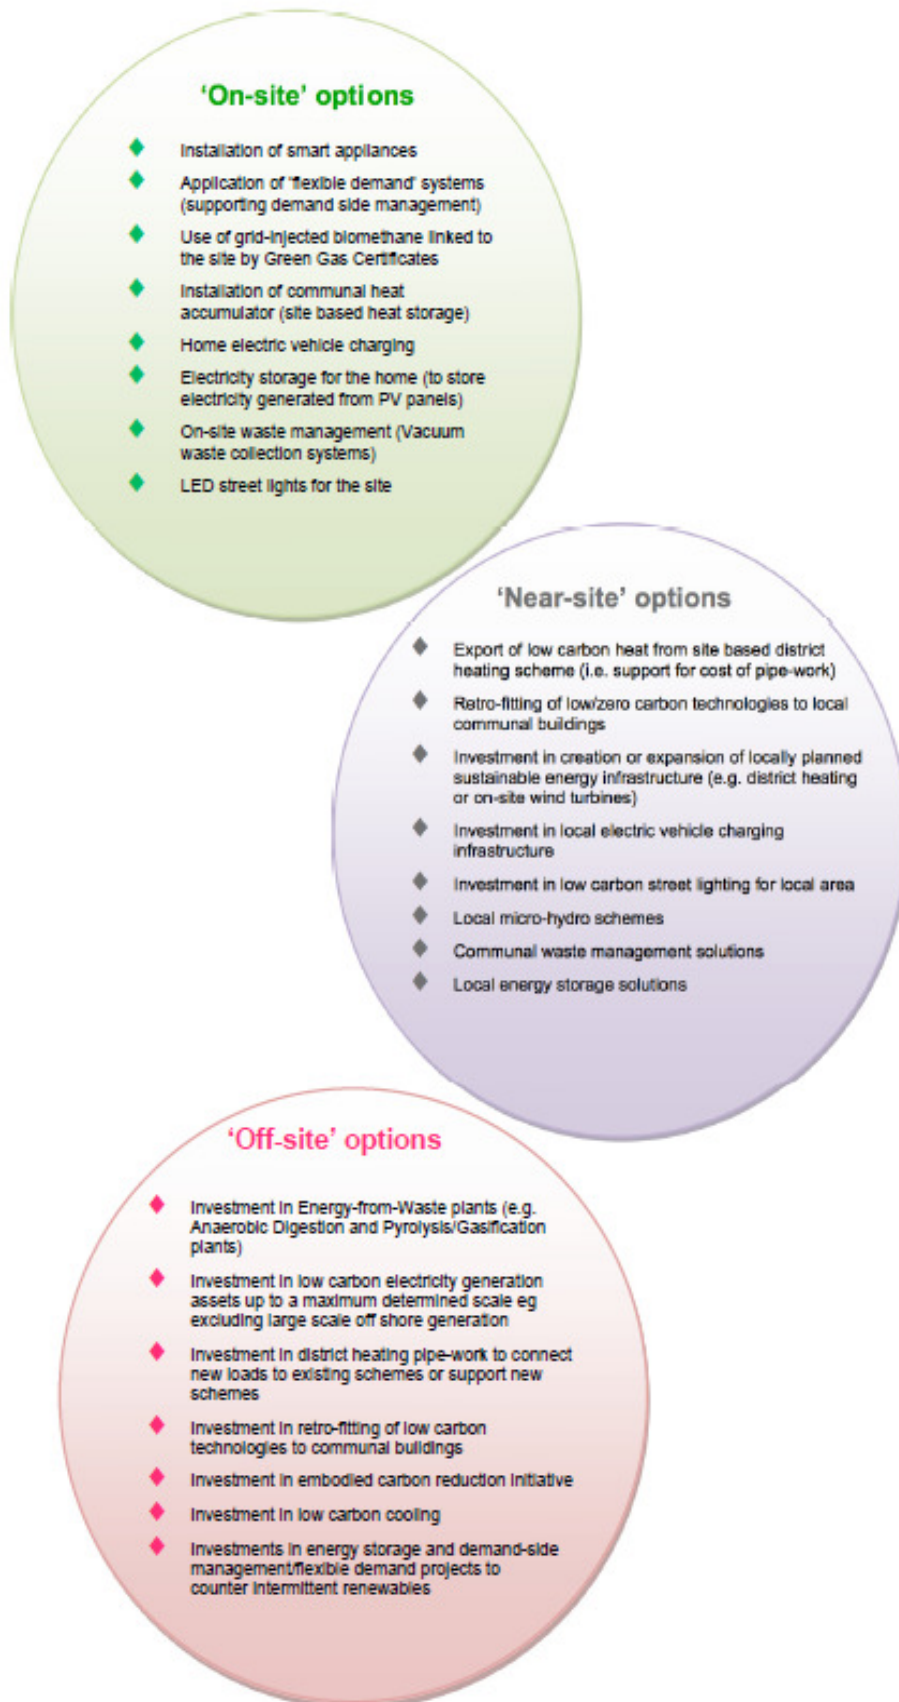 ‘On-site’ options
Installation of smart appliances
Application of ‘flexible demand’ systems
(supporting demand side management)
Use of grid-injected biomethane linked to
the site by Green Gas Certificates
Installation of communal heat
accumulator (site based heat storage)
Home electric vehicle charging
Electricity storage for the home (to store
electricity generated from PV panels)
On-site waste management (Vacuum
waste collection systems)
LED street lights for the site
‘Near-site’ options
Export of low carbon heat from site based district
heating scheme (i.e. support for cost of pipe-work)
Retro-fitting of low/zero carbon technologies to local
communal buildings
Investment in creation or expansion of locally planned
sustainable energy infrastructure (e.g. district heating
or on-site wind turbines)
Investment in local electric vehicle charging
infrastructure
Investment in low carbon street lighting for local area
Local micro-hydro schemes
Communal waste management solutions
Local energy storage solutions
‘Off-site’ options
Investment in Energy-from-Waste plants (e.g.
Anaerobic Digestion and Pyrolysis/Gasification
plants)
Investment in low carbon electricity generation
assets up to a maximum determined scale eg
excluding large scale off shore generation
Investment in district heating pipe-work to connect
new loads to existing schemes or support new
schemes
Investment in retro-fitting of low carbon
technologies to communal buildings
Investment in embodied carbon reduction initiative
Investment in low carbon cooling
Investments in energy storage and demand-side
management/flexible demand projects to
counter intermittent renewables